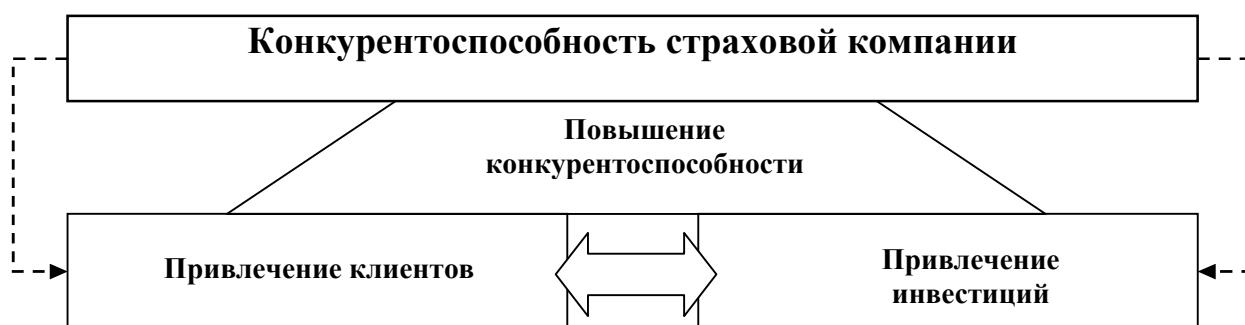 Конкурентоспособность страховой компании
Повышение
конкурентоспособности
Привлечение клиентов
Привлечение
инвестиций